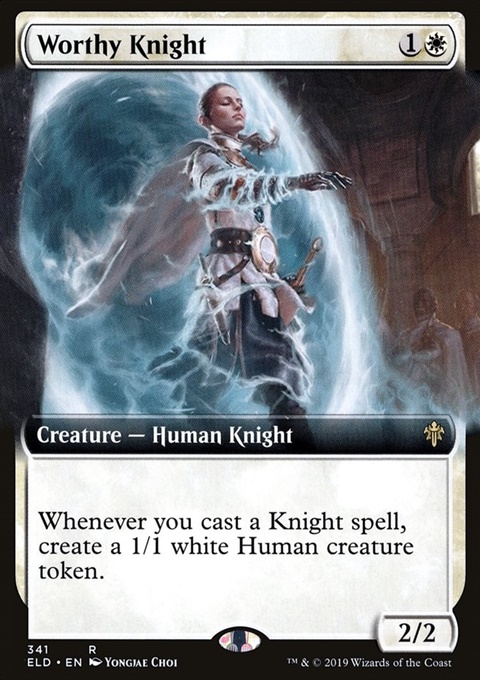 Worthy Knight 1
Creature — Human Knight
Whenever you cast a Knight spell,
create a 1/1 white Human creature
token.
2/2
341 R
ELD • EN Yongjae Choi ™ & © 2019 Wizards of the Coast